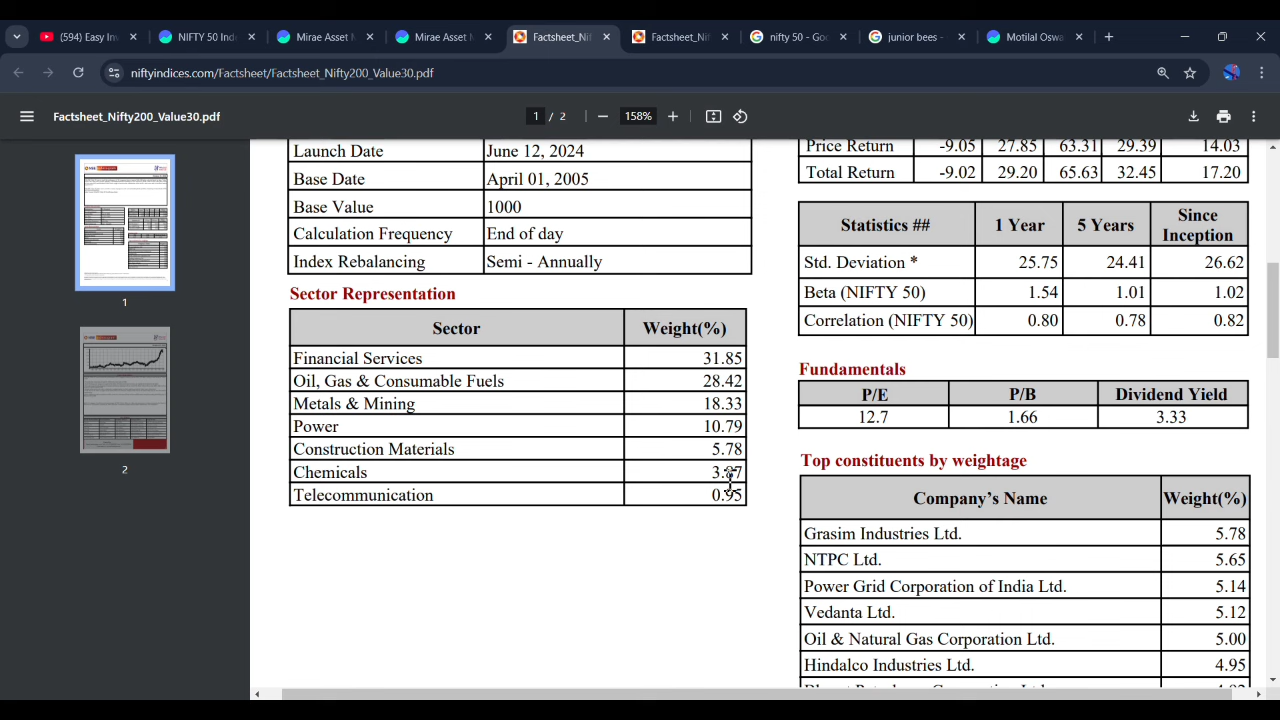 (594) Easy Inv
NIFTY 50 Ind
Mirae Asset M
Mirae Asset M
Factsheet_Nif
Factsheet_Nif
nifty 50 - Goo
junior bees -
Motilal Oswa
niftyindices.com/Factsheet/Factsheet_Nifty200_Value30.pdf
Factsheet_Nifty200_Value30.pdf
1 / 2
158%
1
2
Launch Date June 12, 2024
Base Date April 01, 2005
Base Value 1000
Calculation Frequency End of day
Index Rebalancing Semi - Annually
Sector Representation
Sector Weight(%)
Financial Services 31.85
Oil, Gas & Consumable Fuels 28.42
Metals & Mining 18.33
Power 10.79
Construction Materials 5.78
Chemicals
Telecommunication 0.95
Price Return -9.05 27.85 63.31 29.39 14.03
Total Return -9.02 29.20 65.63 32.45 17.20
Statistics ## 1 Year 5 Years Since Inception
Std. Deviation * 25.75 24.41 26.62
Beta (NIFTY 50) 1.54 1.01 1.02
Correlation (NIFTY 50) 0.80 0.78 0.82
Fundamentals
P/E P/B Dividend Yield
12.7 1.66 3.33
Top constituents by weightage
Company's Name Weight(%)
Grasim Industries Ltd. 5.78
NTPC Ltd. 5.65
Power Grid Corporation of India Ltd. 5.14
Vedanta Ltd. 5.12
Oil & Natural Gas Corporation Ltd. 5.00
Hindalco Industries Ltd. 4.95